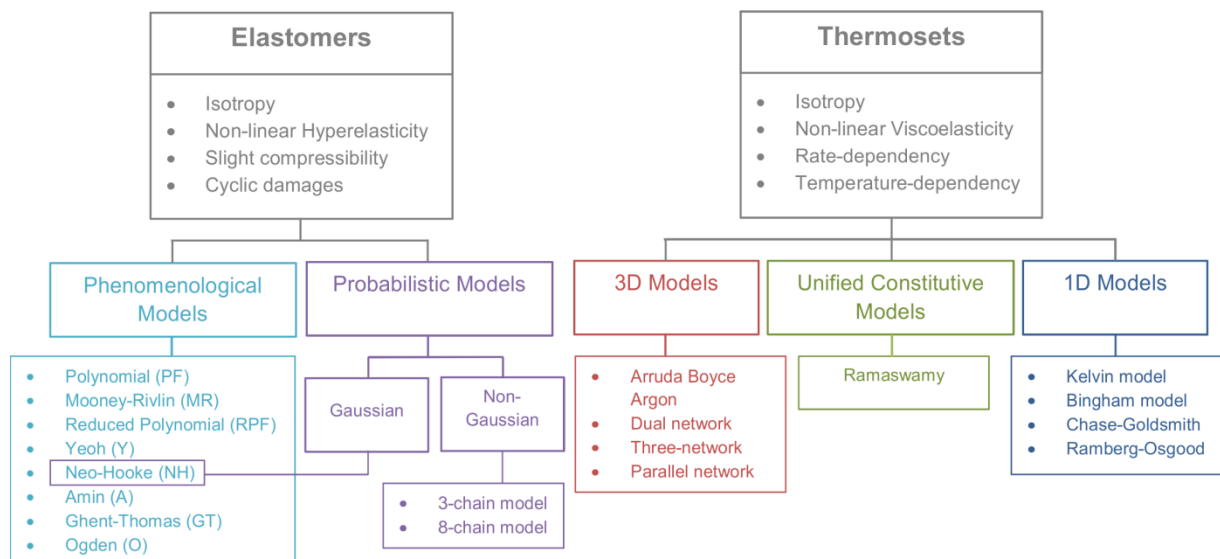 Elastomers
Isotropy
Non-linear Hyperelasticity
Slight compressibility
Cyclic damages
Thermosets
Isotropy
Non-linear Viscoelasticity
Rate-dependency
Temperature-dependency
Phenomenological
Models
Probabilistic Models
3D Models
Unified Constitutive
Models
1D Models
Polynomial (PF)
Mooney-Rivlin (MR)
Reduced Polynomial (RPF)
Yeoh (Y)
Neo-Hooke (NH)
Amin (A)
Ghent-Thomas (GT)
Ogden (O)
Gaussian
Non-
Gaussian
3-chain model
8-chain model
Arruda Boyce
Argon
Dual network
Three-network
Parallel network
Ramaswamy
Kelvin model
Bingham model
Chase-Goldsmith
Ramberg-Osgood